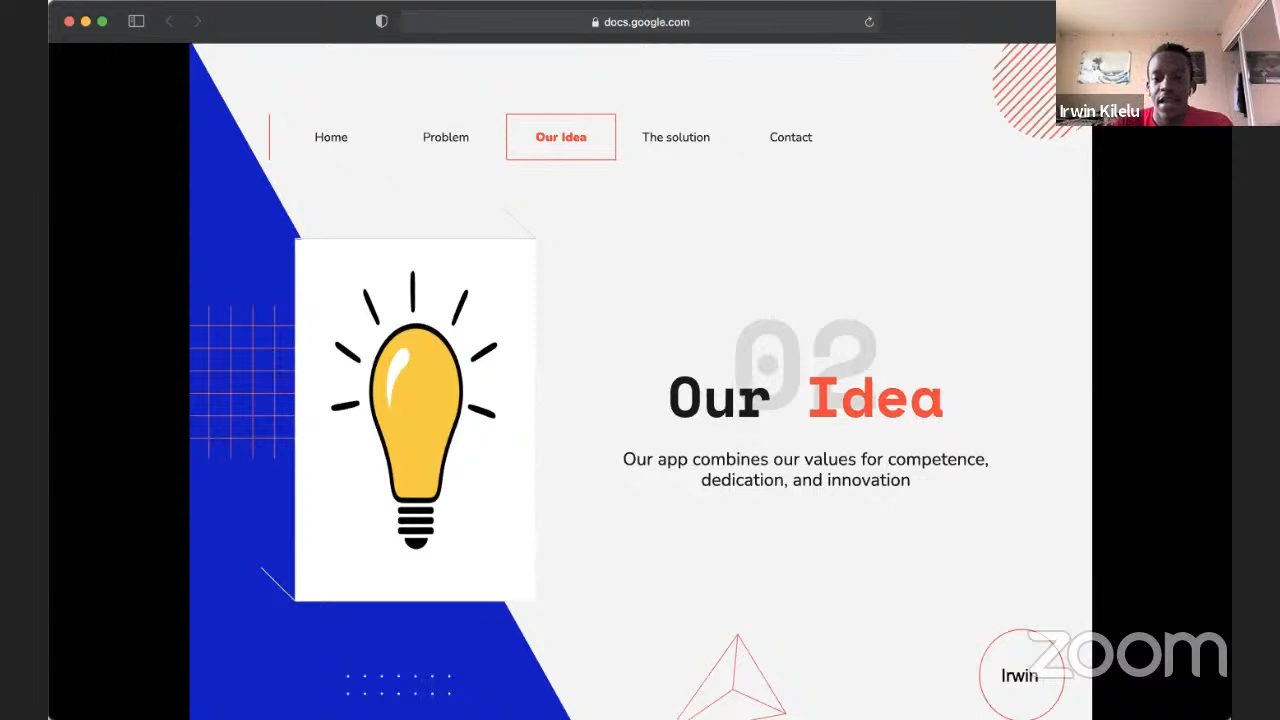 docs.google.com
Irwin Kilelu
Home Problem Our Idea The solution Contact
02
Our Idea
Our app combines our values for competence,
dedication, and innovation
Irwin
zoom